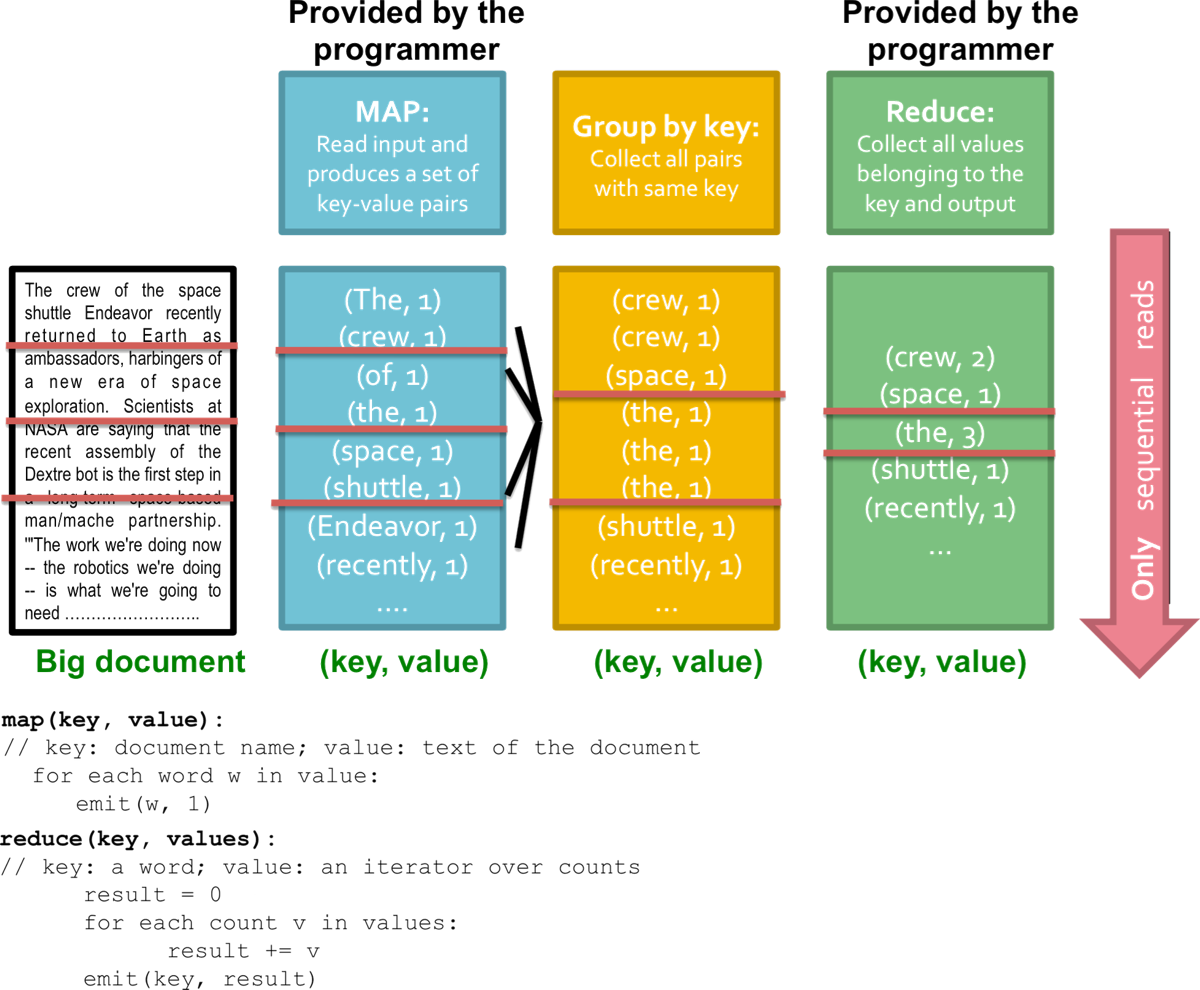 Provided by the
programmer
Provided by the
programmer
MAP:
Read input and
produces a set of
key-value pairs
Group by key:
Collect all pairs
with same key
Reduce:
Collect all values
belonging to the
key and output
The crew of the space
shuttle Endeavor recently
returned to Earth as
ambassadors, harbingers of
a new era of space
exploration. Scientists at
NASA are saying that the
recent assembly of the
Dextre bot is the first step in
a long-term space-based
man/mache partnership.
'"The work we're doing now
-- the robotics we're doing
-- is what we're going to
need ……………………..
Big document
(The, 1)
(crew, 1)
(of, 1)
(the, 1)
(space, 1)
(shuttle, 1)
(Endeavor, 1)
(recently, 1)
....
(key, value)
(crew, 1)
(crew, 1)
(space, 1)
(the, 1)
(the, 1)
(the, 1)
(shuttle, 1)
(recently, 1)
...
(key, value)
(crew, 2)
(space, 1)
(the, 3)
(shuttle, 1)
(recently, 1)
...
(key, value)
Only sequential reads
map(key, value):
// key: document name; value: text of the document
for each word w in value:
emit(w, 1)
reduce(key, values):
// key: a word; value: an iterator over counts
result = 0
for each count v in values:
result += v
emit(key, result)